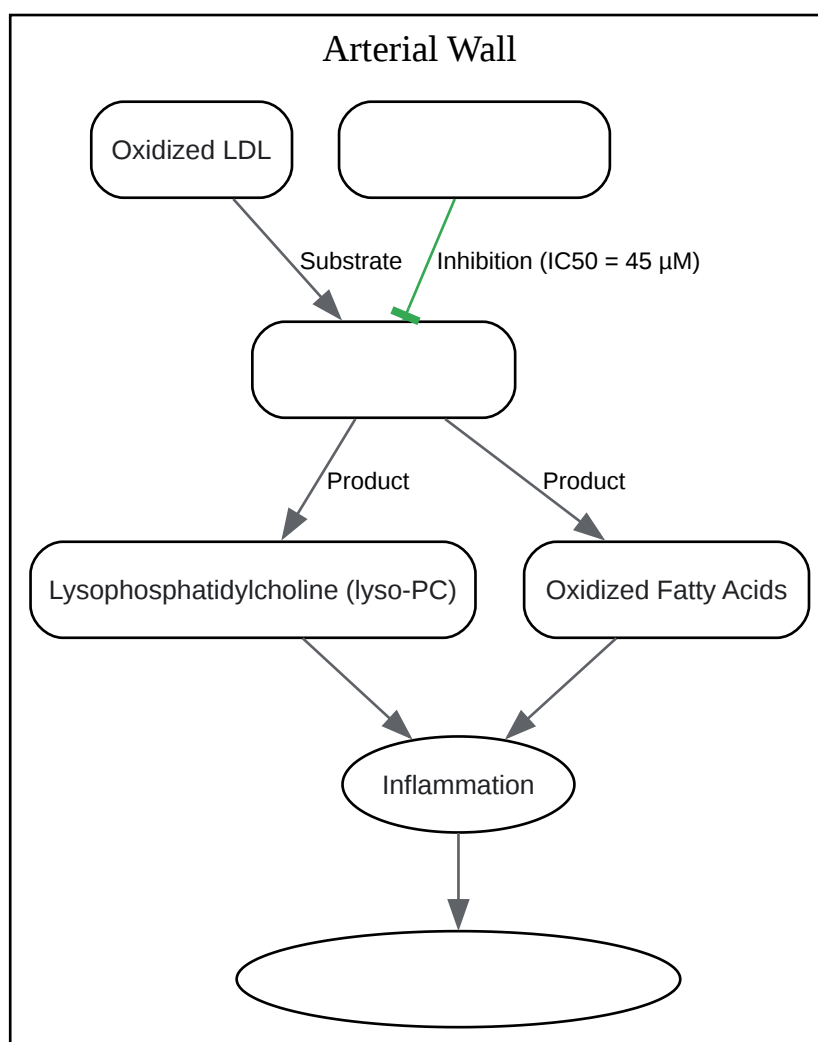 Arterial Wall
Oxidized LDL
Substrate
Inhibition (IC50 = 45 µM)
Product
Product
Lysophosphatidylcholine (lyso-PC)
Oxidized Fatty Acids
Inflammation